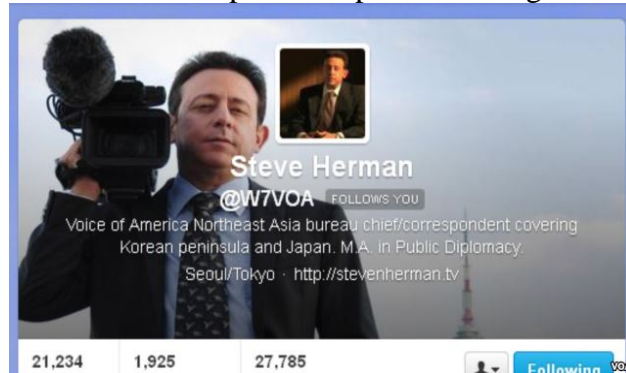 Steve Herman
@W7VOA FOLLOWS YOU
Voice of America Northeast Asia bureau chief/correspondent covering
Korean peninsula and Japan. M.A. in Public Diplomacy.
Seoul/Tokyo · http://stevenherman.tv
21,234 1,925 27,785 Following